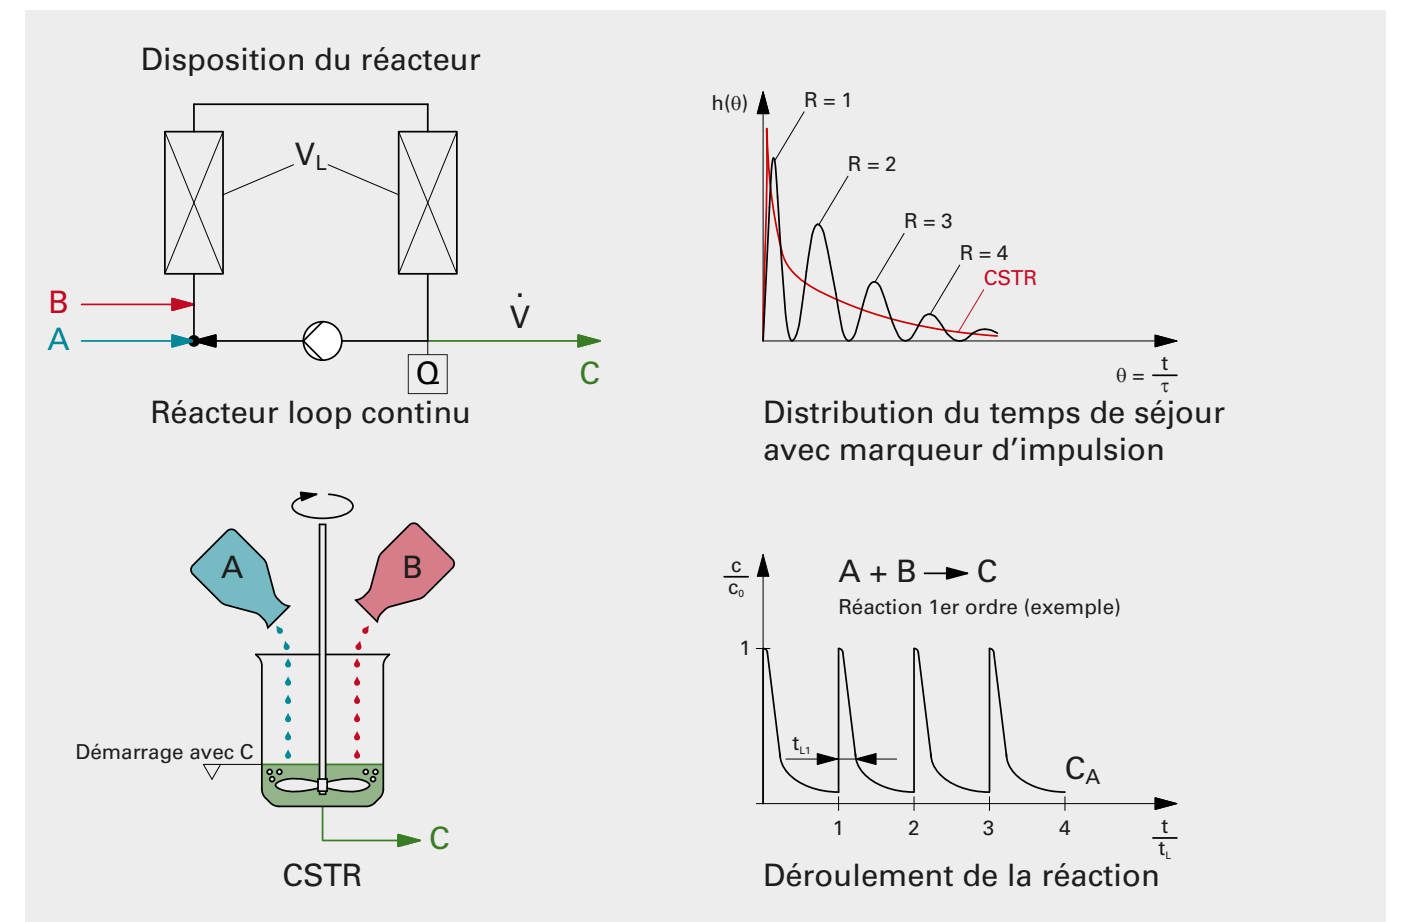 Disposition du réacteur
V_L
B
A
V̇
Q
C
Réacteur loop continu
h(θ)
R = 1
R = 2
R = 3
R = 4
CSTR
θ = t/τ
Distribution du temps de séjour
avec marqueur d’impulsion
A
B
Démarrage avec C
C
CSTR
c/c₀
A + B → C
Réaction 1er ordre (exemple)
1
t_L1
C_A
1 2 3 4
t/t_L
Déroulement de la réaction